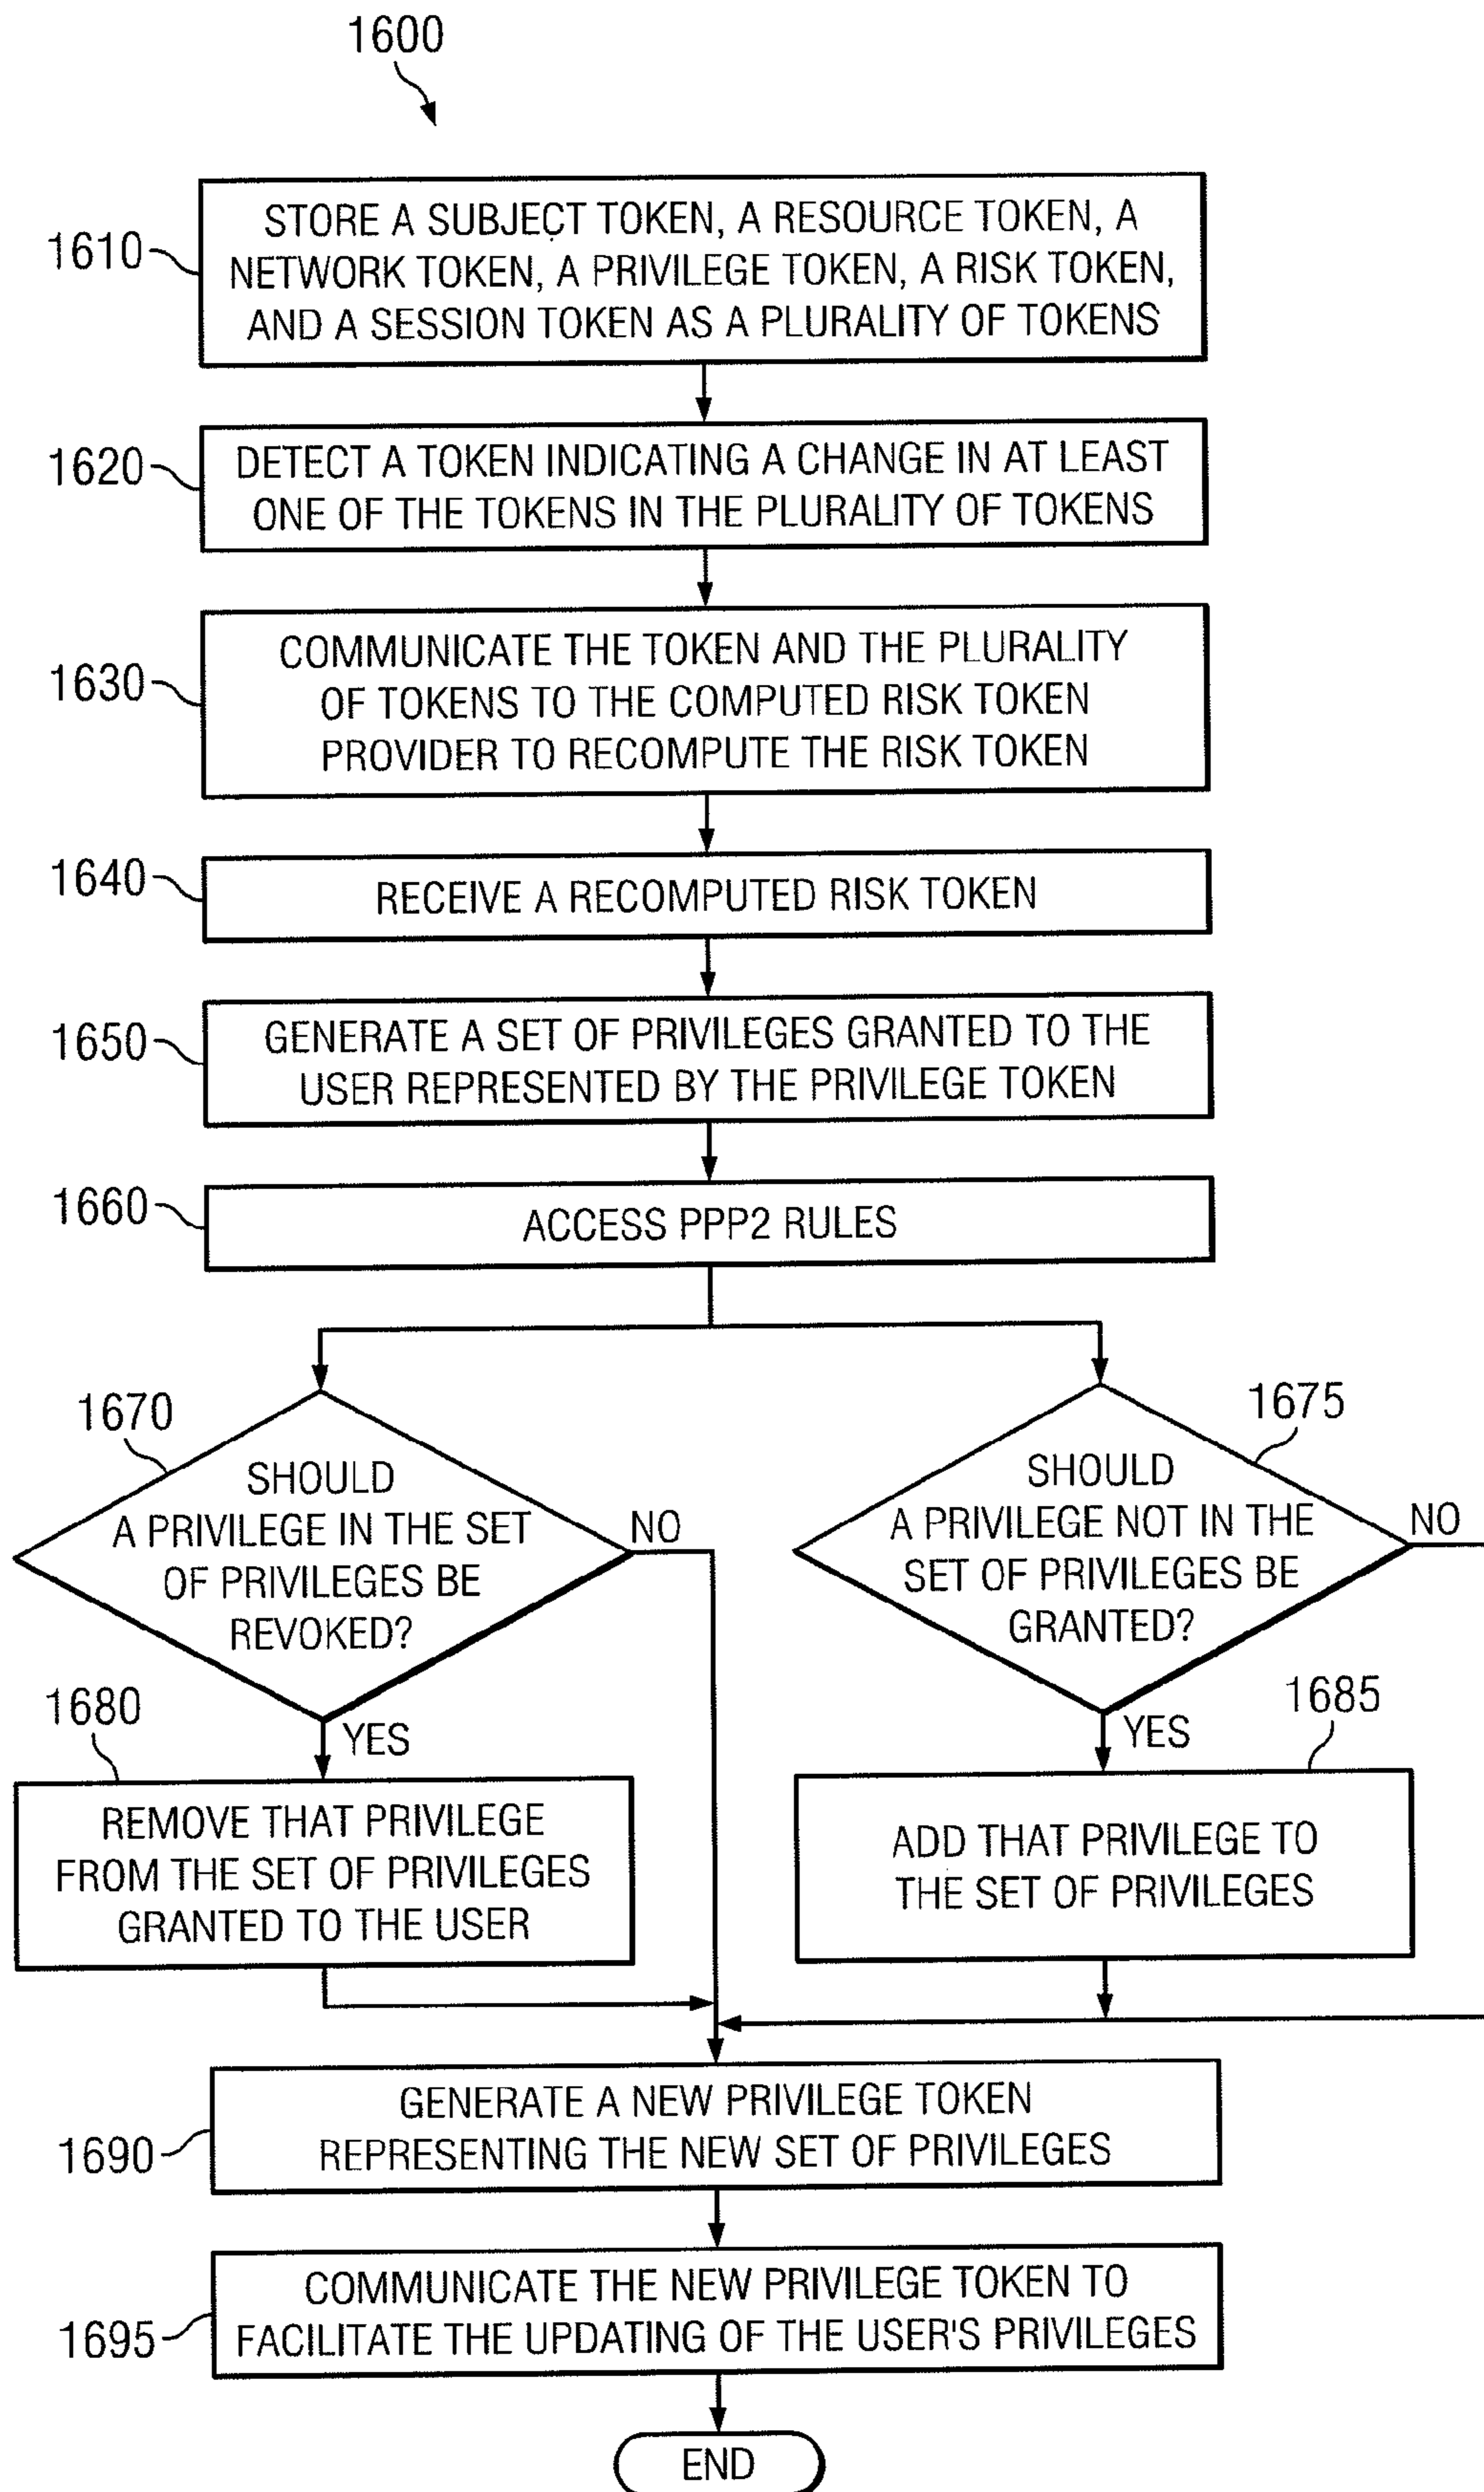 1600
1610
STORE A SUBJECT TOKEN, A RESOURCE TOKEN, A
NETWORK TOKEN, A PRIVILEGE TOKEN, A RISK TOKEN,
AND A SESSION TOKEN AS A PLURALITY OF TOKENS
1620
DETECT A TOKEN INDICATING A CHANGE IN AT LEAST
ONE OF THE TOKENS IN THE PLURALITY OF TOKENS
1630
COMMUNICATE THE TOKEN AND THE PLURALITY
OF TOKENS TO THE COMPUTED RISK TOKEN
PROVIDER TO RECOMPUTE THE RISK TOKEN
1640
RECEIVE A RECOMPUTED RISK TOKEN
1650
GENERATE A SET OF PRIVILEGES GRANTED TO THE
USER REPRESENTED BY THE PRIVILEGE TOKEN
1660
ACCESS PPP2 RULES
1670
SHOULD
A PRIVILEGE IN THE SET
OF PRIVILEGES BE
REVOKED?
NO
YES
1675
SHOULD
A PRIVILEGE NOT IN THE
SET OF PRIVILEGES BE
GRANTED?
NO
YES
1680
REMOVE THAT PRIVILEGE
FROM THE SET OF PRIVILEGES
GRANTED TO THE USER
1685
ADD THAT PRIVILEGE TO
THE SET OF PRIVILEGES
1690
GENERATE A NEW PRIVILEGE TOKEN
REPRESENTING THE NEW SET OF PRIVILEGES
1695
COMMUNICATE THE NEW PRIVILEGE TOKEN TO
FACILITATE THE UPDATING OF THE USER'S PRIVILEGES
END